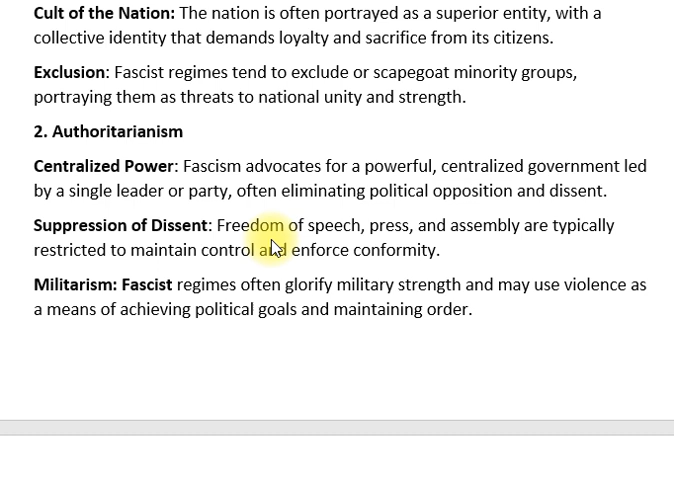 Cult of the Nation: The nation is often portrayed as a superior entity, with a
collective identity that demands loyalty and sacrifice from its citizens.
Exclusion: Fascist regimes tend to exclude or scapegoat minority groups,
portraying them as threats to national unity and strength.
2. Authoritarianism
Centralized Power: Fascism advocates for a powerful, centralized government led
by a single leader or party, often eliminating political opposition and dissent.
Suppression of Dissent: Freedom of speech, press, and assembly are typically
restricted to maintain control and enforce conformity.
Militarism: Fascist regimes often glorify military strength and may use violence as
a means of achieving political goals and maintaining order.